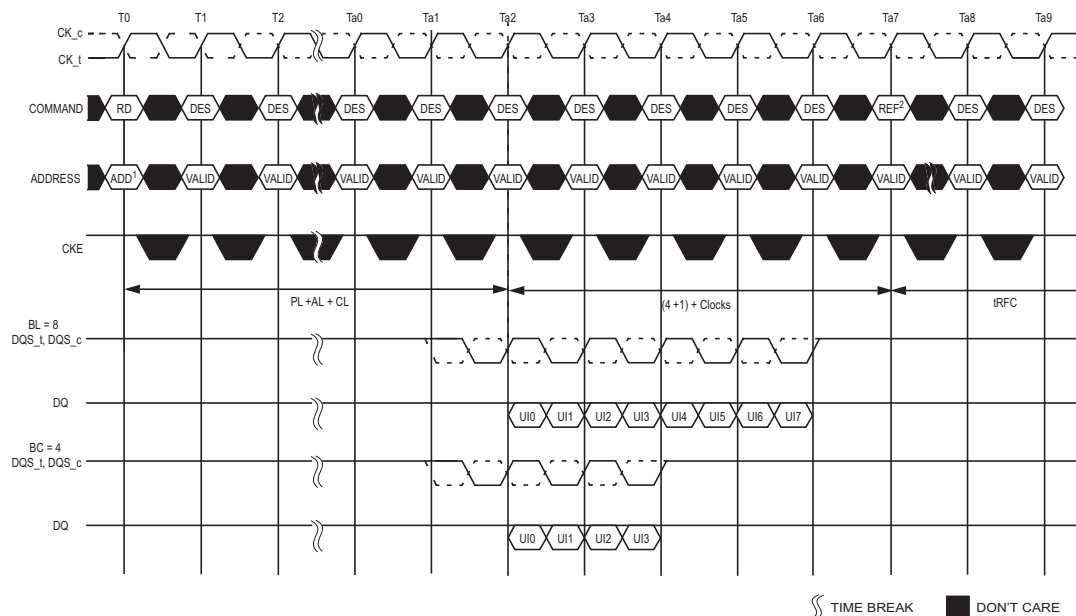 T0 T1 T2 Ta0 Ta1 Ta2 Ta3 Ta4 Ta5 Ta6 Ta7 Ta8 Ta9
CK_c
CK_t
COMMAND RD DES DES DES DES DES DES DES DES DES REF2 DES DES
ADDRESS ADD1 VALID VALID VALID VALID VALID VALID VALID VALID VALID VALID VALID VALID
CKE
PL +AL + CL (4 +1) + Clocks tRFC
BL = 8
DQS_t, DQS_c
DQ UI0 UI1 UI2 UI3 UI4 UI5 UI6 UI7
BC = 4
DQS_t, DQS_c
DQ UI0 UI1 UI2 UI3
TIME BREAK DON'T CARE